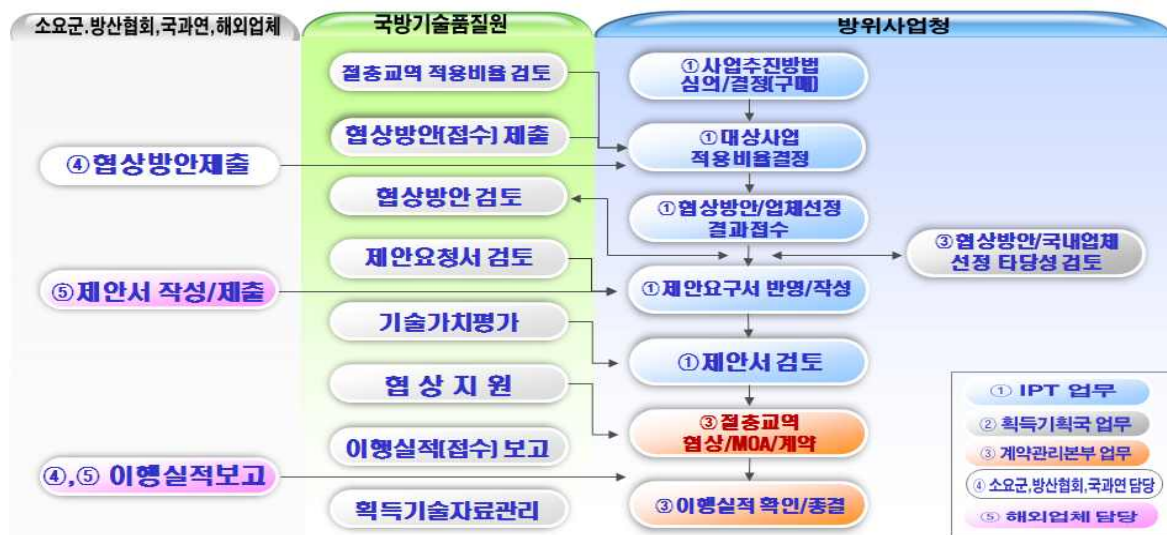 소요군.방산협회,국과연,해외업체
④협상방안제출
⑤제안서 작성/제출
④,⑤ 이행실적보고
국방기술품질원
절충교역 적용비율 검토
협상방안(접수) 제출
협상방안 검토
제안요청서 검토
기술가치평가
협 상 지 원
이행실적(접수) 보고
획득기술자료관리
방위사업청
①사업추진방법
심의/결정(구매)
①대상사업
적용비율결정
①협상방안/업체선정
결과접수
③협상방안/국내업체
선정 타당성 검토
①제안요구서 반영/작성
①제안서 검토
③절충교역
협상/MOA/계약
③이행실적 확인/종결
① IPT 업무
② 획득기획국 업무
③ 계약관리본부 업무
④ 소요군,방산협회,국과연 담당
⑤ 해외업체 담당